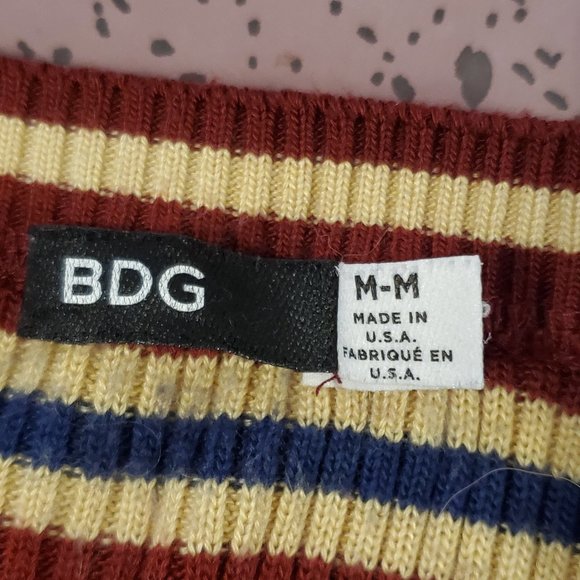 BDG
M-M
MADE IN
U.S.A.
FABRIQUÉ EN
U.S.A.